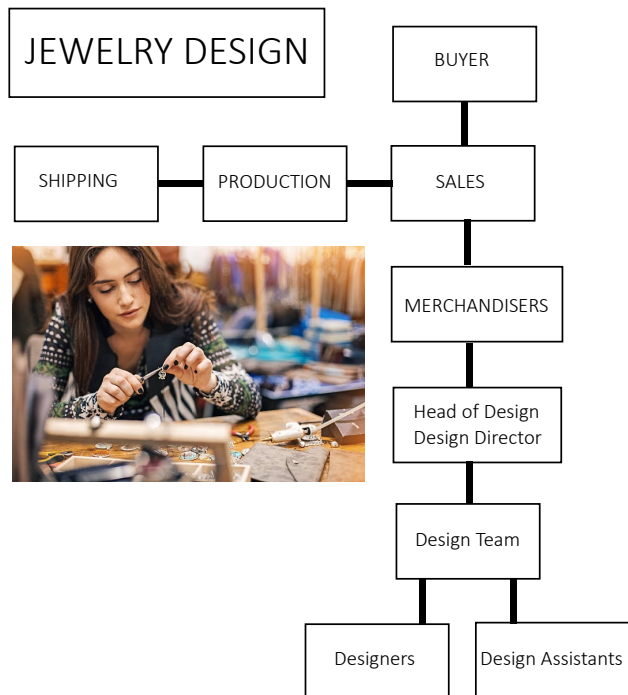 JEWELRY DESIGN
BUYER
SHIPPING
PRODUCTION
SALES
MERCHANDISERS
Head of Design
Design Director
Design Team
Designers
Design Assistants